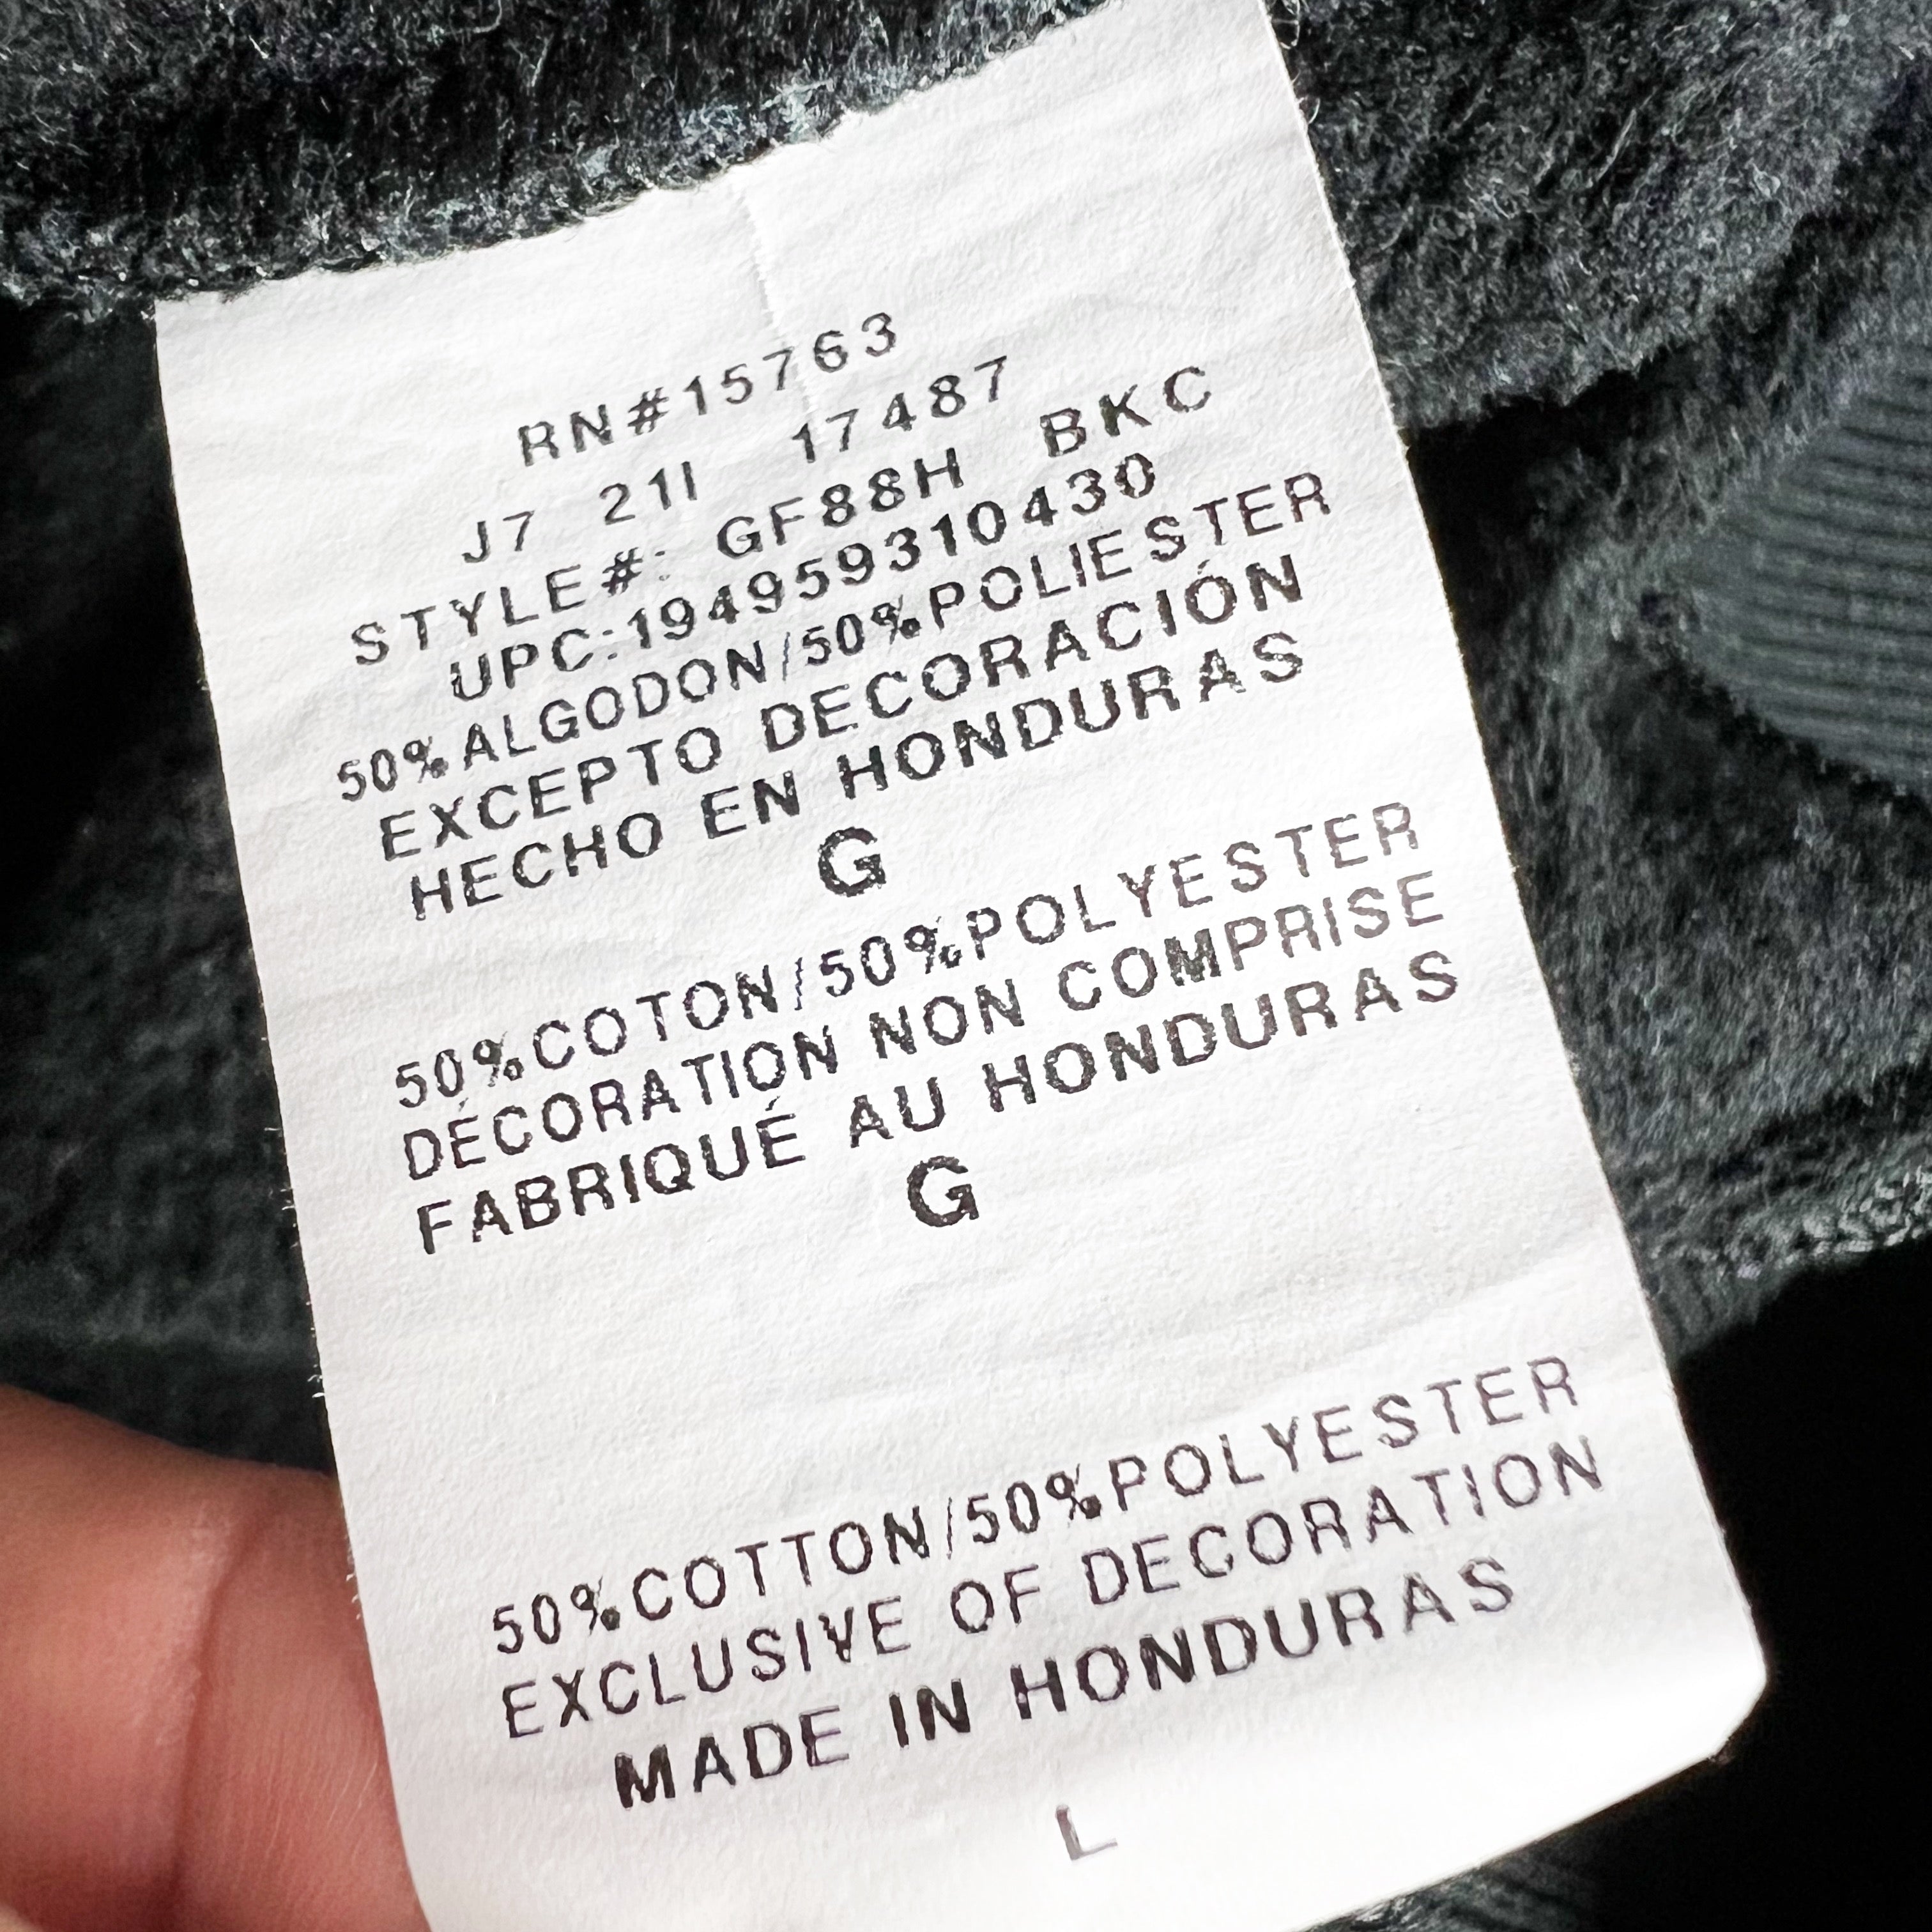 RN#15763
J7 21I 17487
STYLE#: GF88H BKC
UPC:194959310430
50%ALGODON/50%POLIESTER
EXCEPTO DECORACIÓN
HECHO EN HONDURAS
G
50%COTON/50%POLYESTER
DÉCORATION NON COMPRISE
FABRIQUÉ AU HONDURAS
G
50%COTTON/50%POLYESTER
EXCLUSIVE OF DECORATION
MADE IN HONDURAS
L